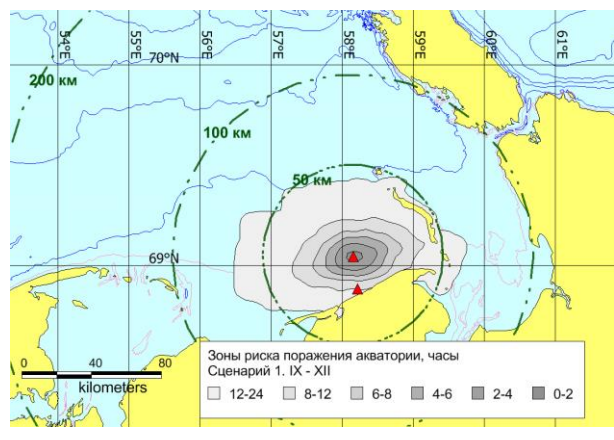 54°E 55°E 56°E 57°E 58°E 59°E 60°E 61°E
70°N 70°N
200 км
100 км
50 км
69°N 69°N
0 40 80
kilometers
Зоны риска поражения акватории, часы
Сценарий 1. IX - XII
12-24 8-12 6-8 4-6 2-4 0-2